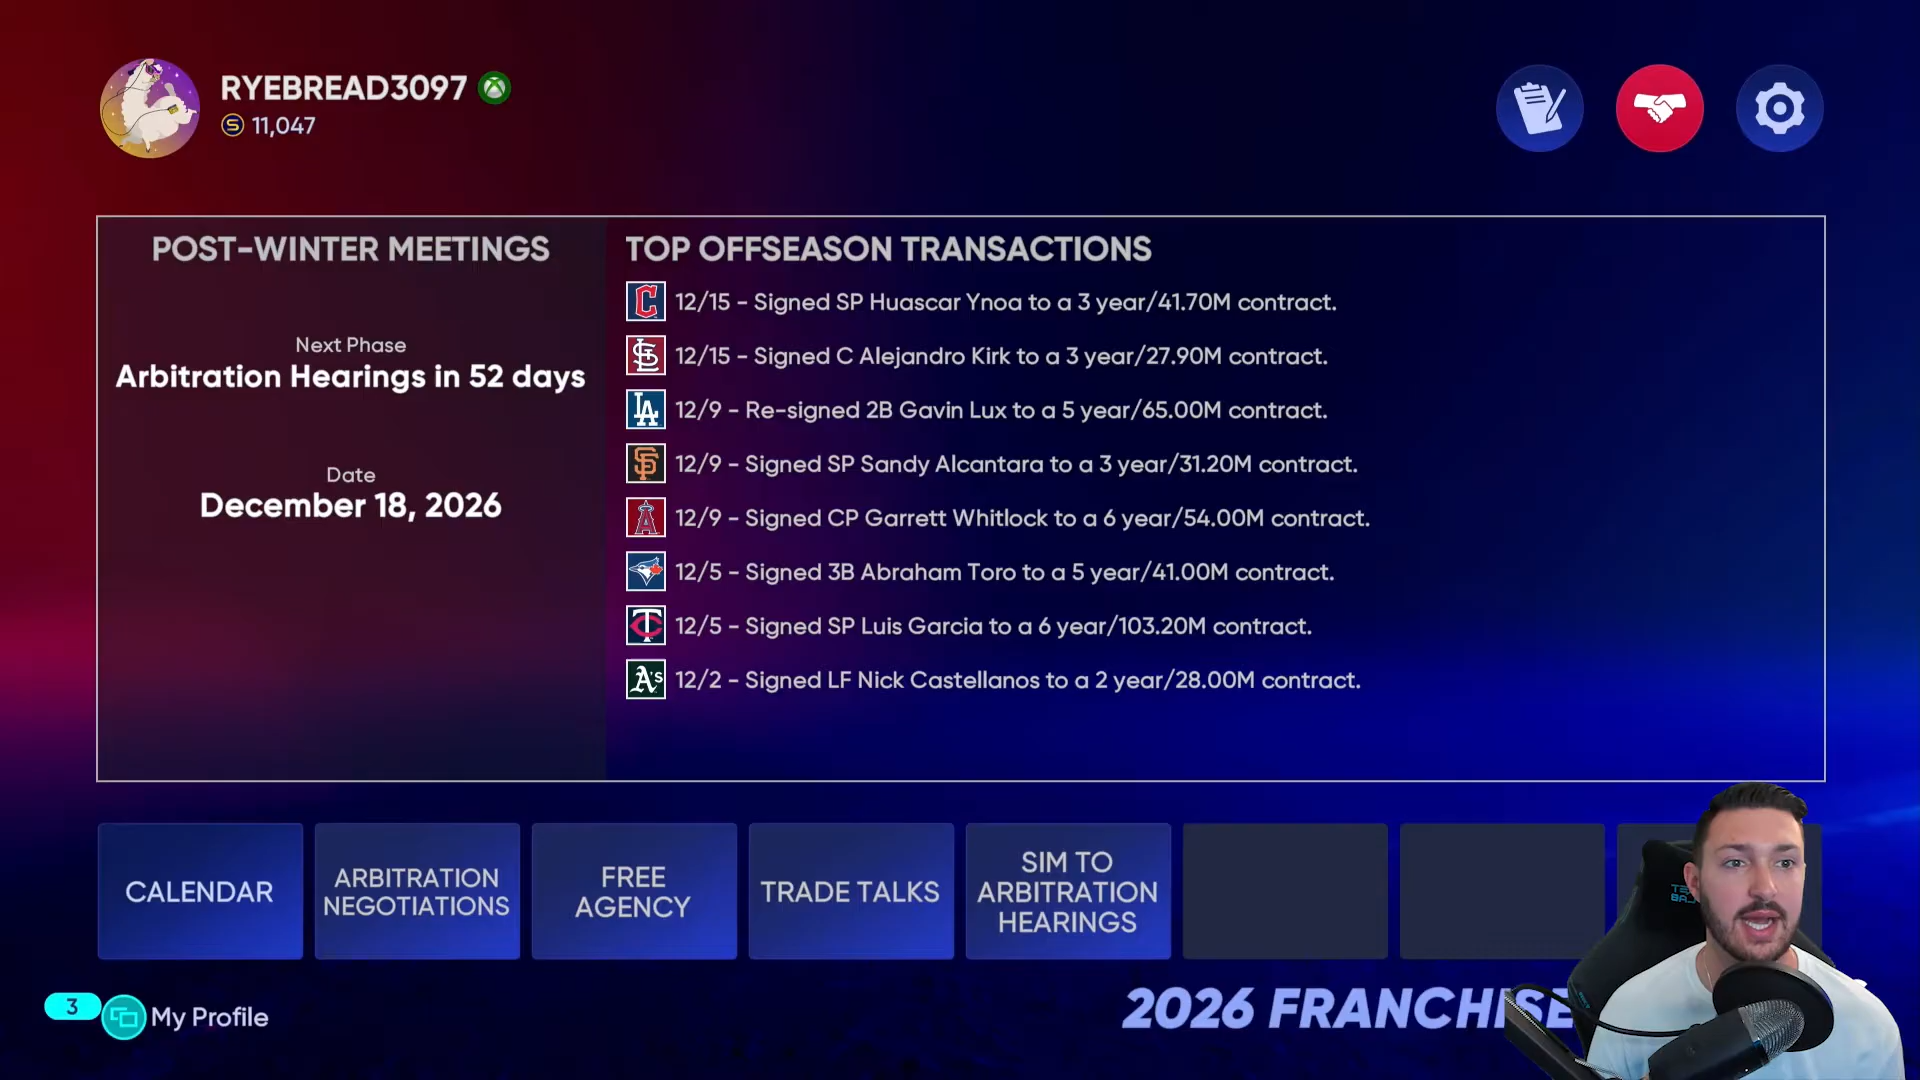 RYEBREAD3097
11,047
POST-WINTER MEETINGS
Next Phase
Arbitration Hearings in 52 days
Date
December 18, 2026
TOP OFFSEASON TRANSACTIONS
12/15 - Signed SP Huascar Ynoa to a 3 year/41.70M contract.
12/15 - Signed C Alejandro Kirk to a 3 year/27.90M contract.
12/9 - Re-signed 2B Gavin Lux to a 5 year/65.00M contract.
12/9 - Signed SP Sandy Alcantara to a 3 year/31.20M contract.
12/9 - Signed CP Garrett Whitlock to a 6 year/54.00M contract.
12/5 - Signed 3B Abraham Toro to a 5 year/41.00M contract.
12/5 - Signed SP Luis Garcia to a 6 year/103.20M contract.
12/2 - Signed LF Nick Castellanos to a 2 year/28.00M contract.
CALENDAR
ARBITRATION
NEGOTIATIONS
FREE
AGENCY
TRADE TALKS
SIM TO
ARBITRATION
HEARINGS
3
My Profile
2026 FRANCHISE